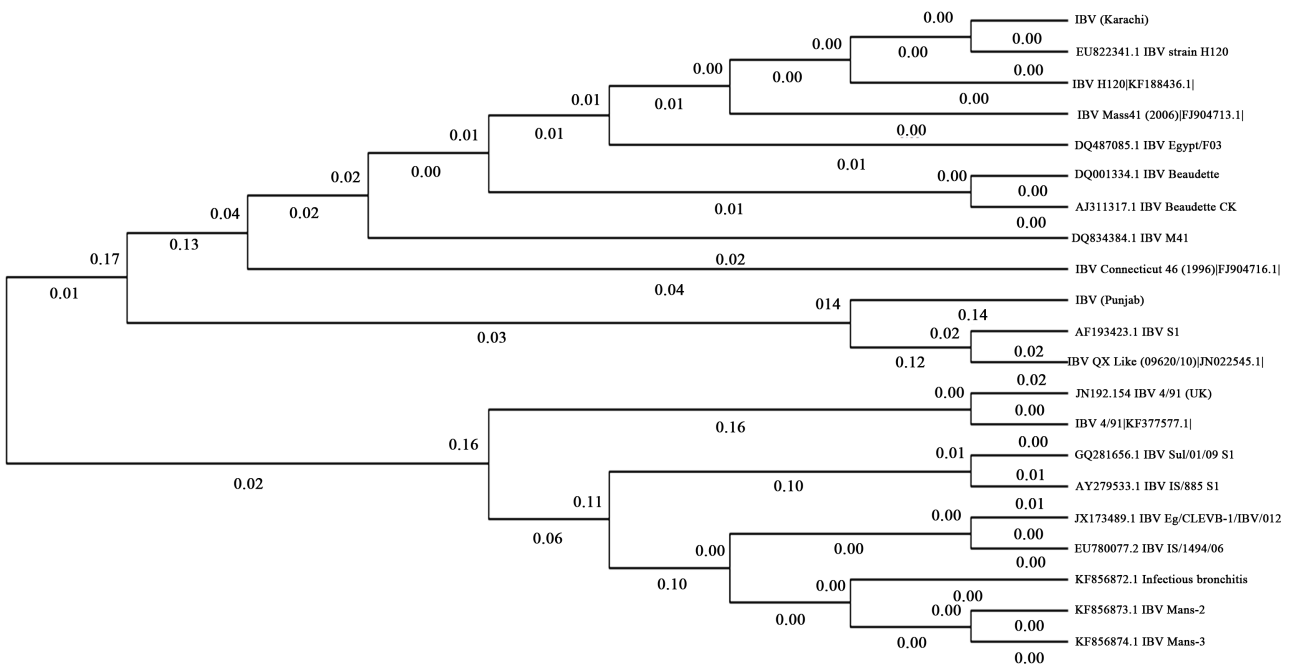 0.00
IBV (Karachi)
0.00
0.00
0.00
EU822341.1 IBV strain H120
0.00
0.00
0.00
IBV H120|KF188436.1|
0.01
0.01
0.00
IBV Mass41 (2006)|FJ904713.1|
0.01
0.01
0.00
DQ487085.1 IBV Egypt/F03
0.02
0.00
0.01
0.00
DQ001334.1 IBV Beaudette
0.00
0.04
0.02
0.01
AJ311317.1 IBV Beaudette CK
0.00
0.17
0.13
DQ834384.1 IBV M41
0.02
IBV Connecticut 46 (1996)|FJ904716.1|
0.01
0.04
014
IBV (Punjab)
0.14
0.03
0.02
AF193423.1 IBV S1
0.12
0.02
IBV QX Like (09620/10)|JN022545.1|
0.02
0.00
JN192.154 IBV 4/91 (UK)
0.00
0.16
0.16
IBV 4/91|KF377577.1|
0.00
0.02
0.01
GQ281656.1 IBV Sul/01/09 S1
0.01
0.11
0.10
AY279533.1 IBV IS/885 S1
0.01
0.06
0.00
JX173489.1 IBV Eg/CLEVB-1/IBV/012
0.00
0.00
0.00
EU780077.2 IBV IS/1494/06
0.00
0.10
0.00
KF856872.1 Infectious bronchitis
0.00
0.00
0.00
KF856873.1 IBV Mans-2
0.00
0.00
KF856874.1 IBV Mans-3
0.00